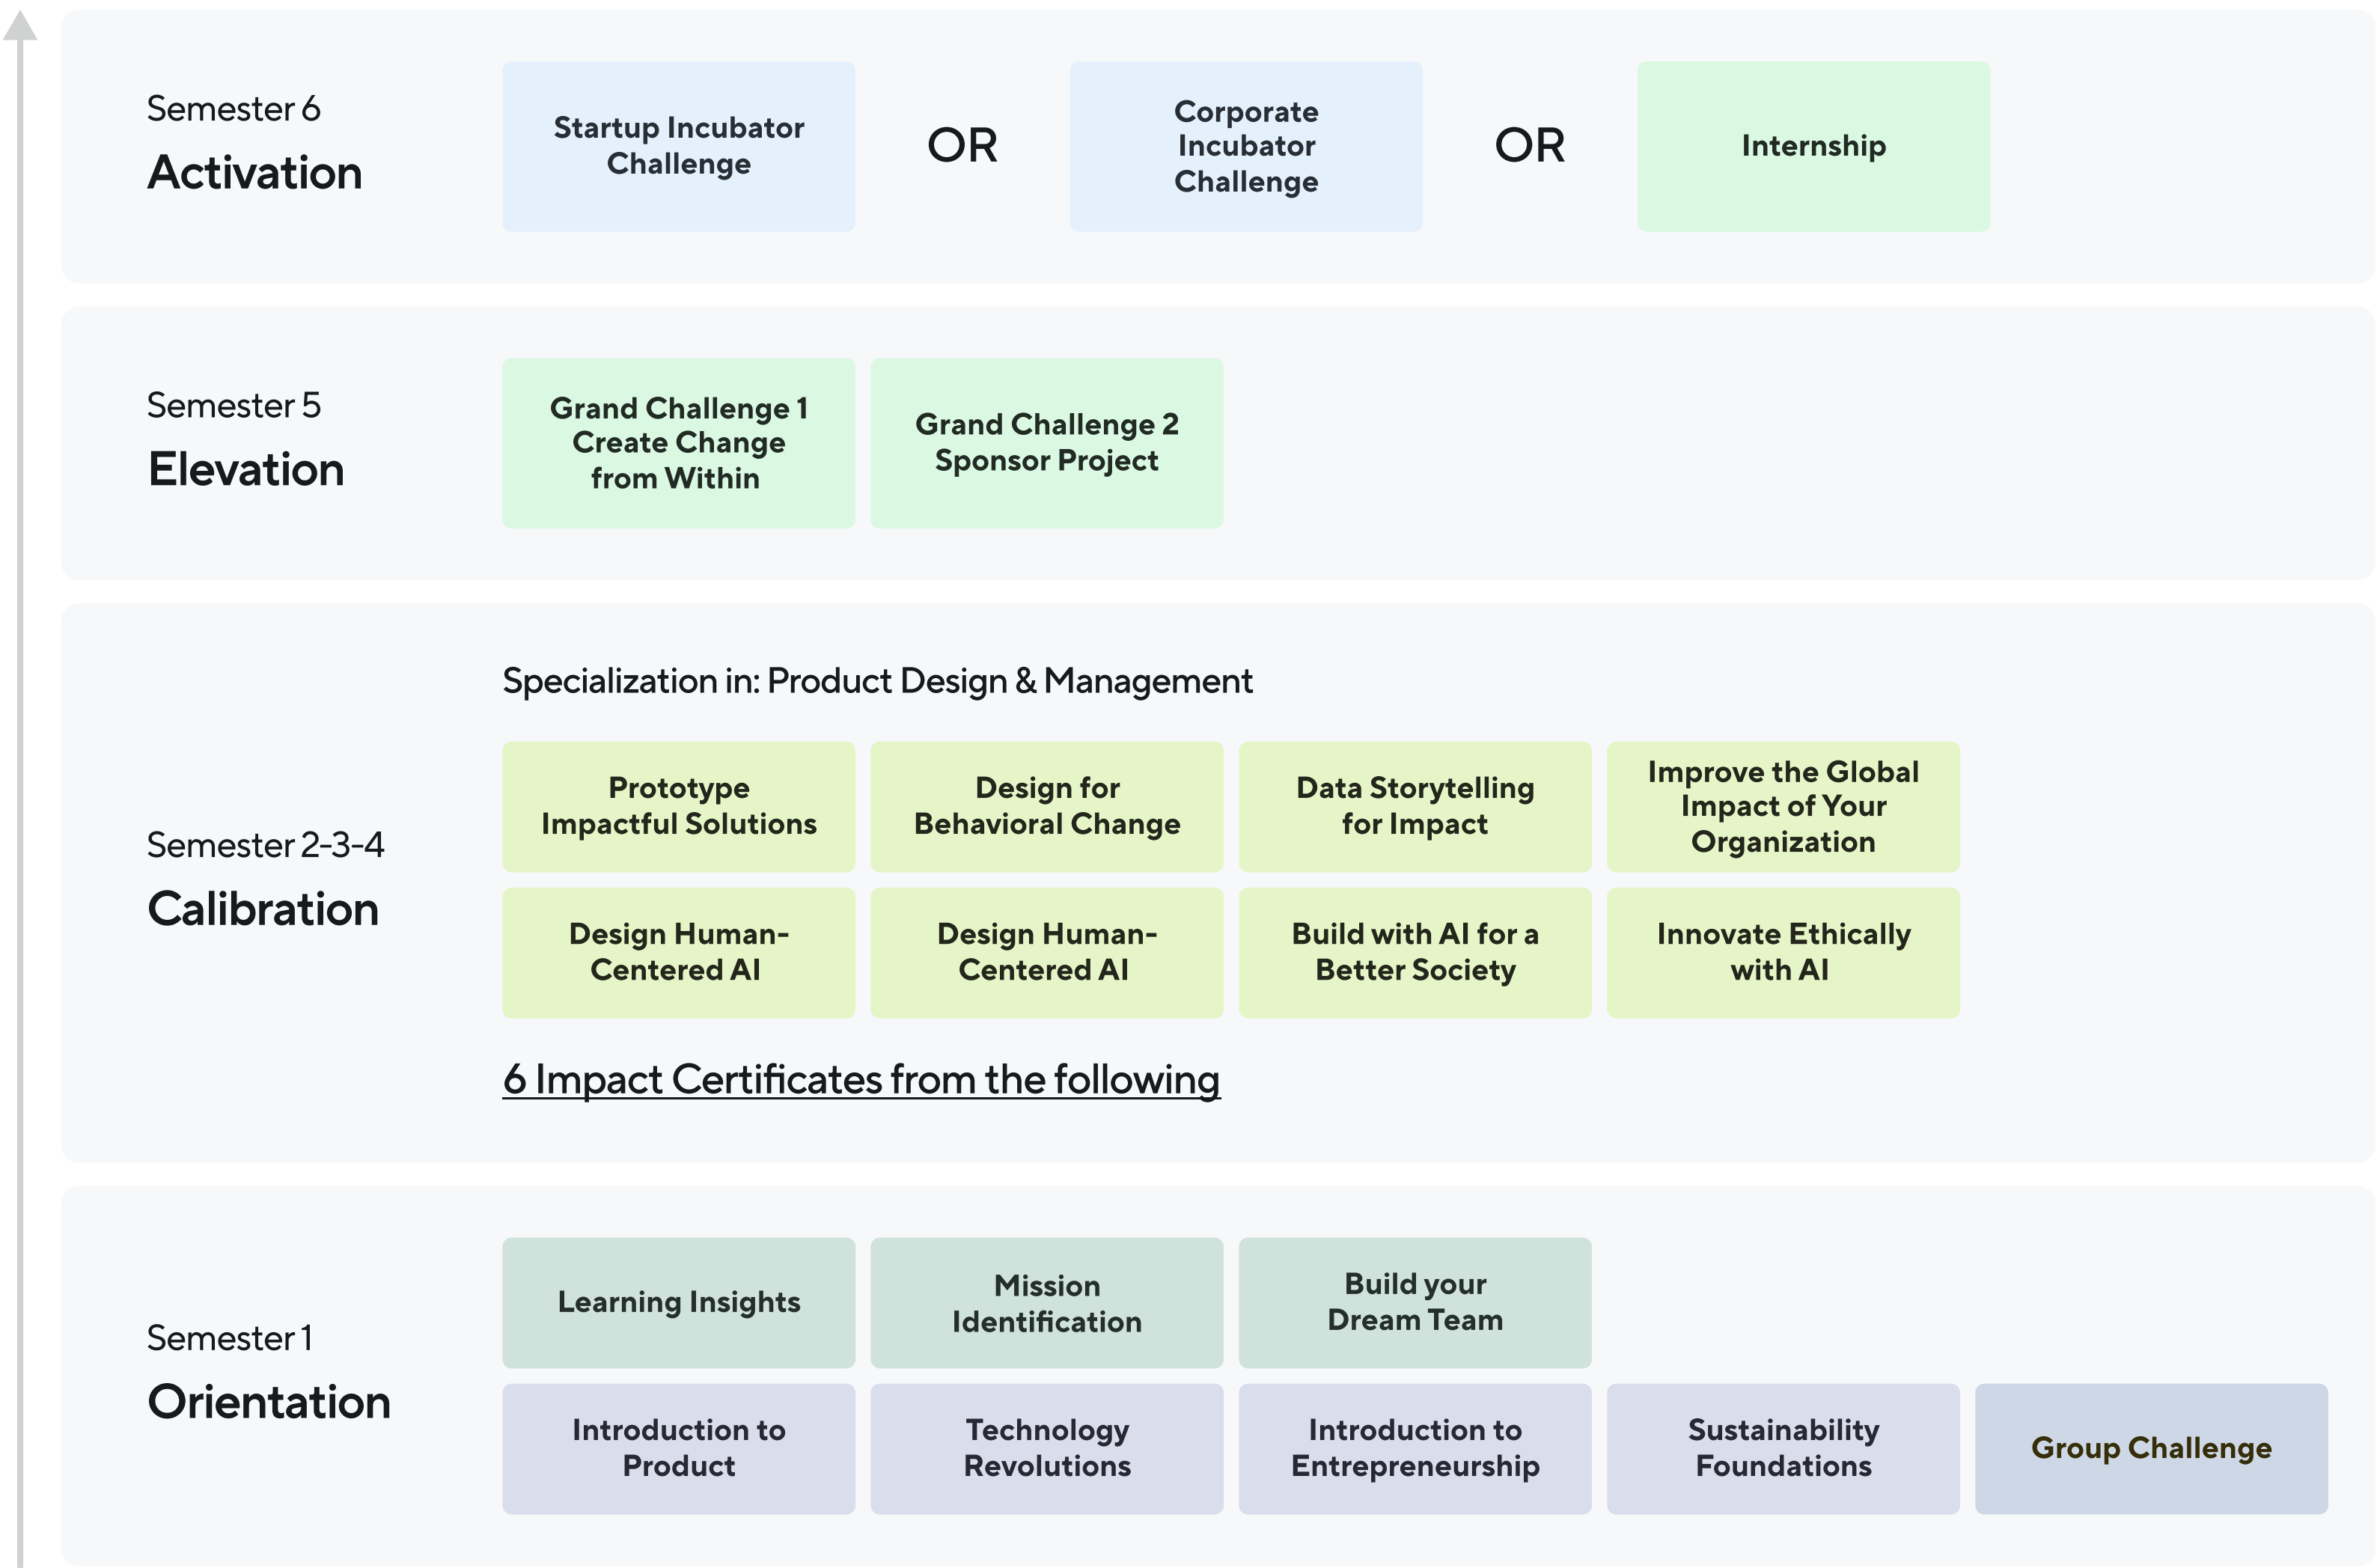 Semester 6
Activation
Startup Incubator
Challenge
OR
Corporate
Incubator
Challenge
OR
Internship
Semester 5
Elevation
Grand Challenge 1
Create Change
from Within
Grand Challenge 2
Sponsor Project
Semester 2-3-4
Calibration
Specialization in: Product Design & Management
Prototype
Impactful Solutions
Design for
Behavioral Change
Data Storytelling
for Impact
Improve the Global
Impact of Your
Organization
Design Human-
Centered AI
Design Human-
Centered AI
Build with AI for a
Better Society
Innovate Ethically
with AI
6 Impact Certificates from the following
Semester 1
Orientation
Learning Insights
Mission
Identification
Build your
Dream Team
Introduction to
Product
Technology
Revolutions
Introduction to
Entrepreneurship
Sustainability
Foundations
Group Challenge